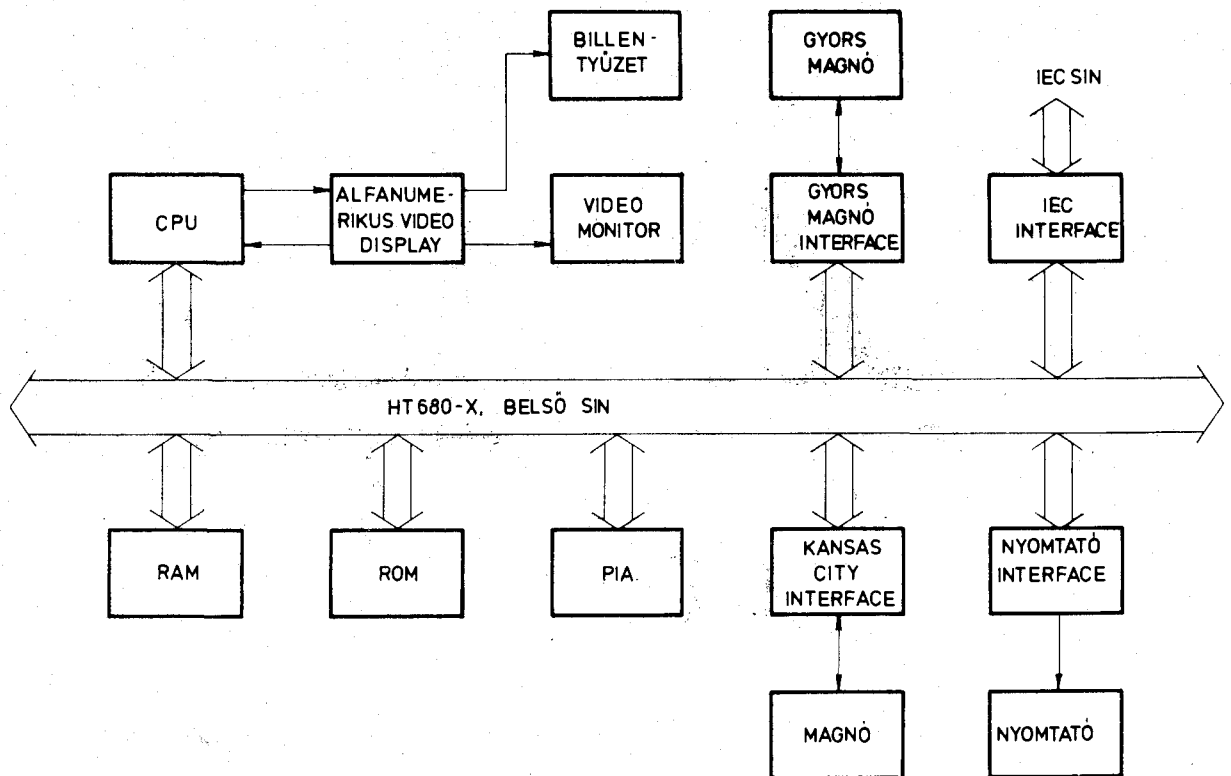 BILLEN-
TYÜZET
GYORS
MAGNÓ
IEC SIN
CPU
ALFANUME-
RIKUS VIDEO
DISPLAY
VIDEO
MONITOR
GYORS
MAGNÓ
INTERFACE
IEC
INTERFACE
HT 680-X, BELSŐ SIN
RAM
ROM
PIA
KANSAS
CITY
INTERFACE
NYOMTATÓ
INTERFACE
MAGNÓ
NYOMTATÓ